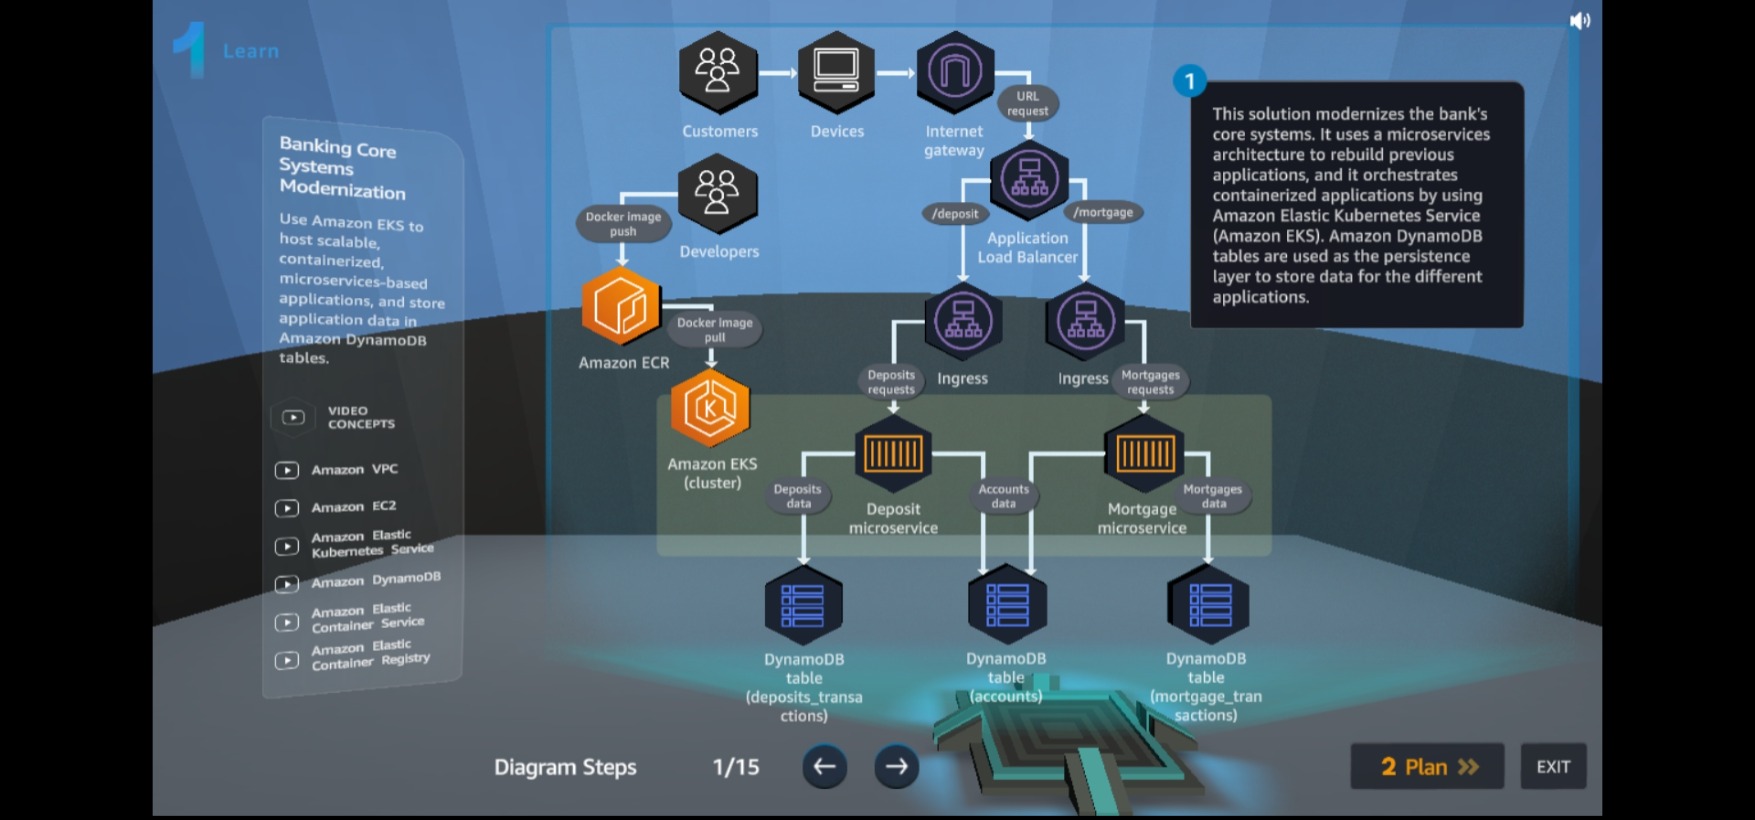 1 Learn
Banking Core
Systems
Modernization
Use Amazon EKS to
host scalable,
containerized,
microservices-based
applications, and store
application data in
Amazon DynamoDB
tables.
VIDEO
CONCEPTS
Amazon VPC
Amazon EC2
Amazon Elastic
Kubernetes Service
Amazon DynamoDB
Amazon Elastic
Container Service
Amazon Elastic
Container Registry
Customers
Devices
Internet
gateway
URL
request
Developers
Docker image
push
/deposit
/mortgage
Application
Load Balancer
Amazon ECR
Docker Image
pull
Amazon EKS
(cluster)
Ingress
Ingress
Deposits
requests
Mortgages
requests
Deposit
microservice
Mortgage
microservice
Deposits
data
Accounts
data
Mortgages
data
DynamoDB
table
(deposits_transa
ctions)
DynamoDB
table
(accounts)
DynamoDB
table
(mortgage_tran
sactions)
1
This solution modernizes the bank's
core systems. It uses a microservices
architecture to rebuild previous
applications, and it orchestrates
containerized applications by using
Amazon Elastic Kubernetes Service
(Amazon EKS). Amazon DynamoDB
tables are used as the persistence
layer to store data for the different
applications.
Diagram Steps 1/15
2 Plan
EXIT